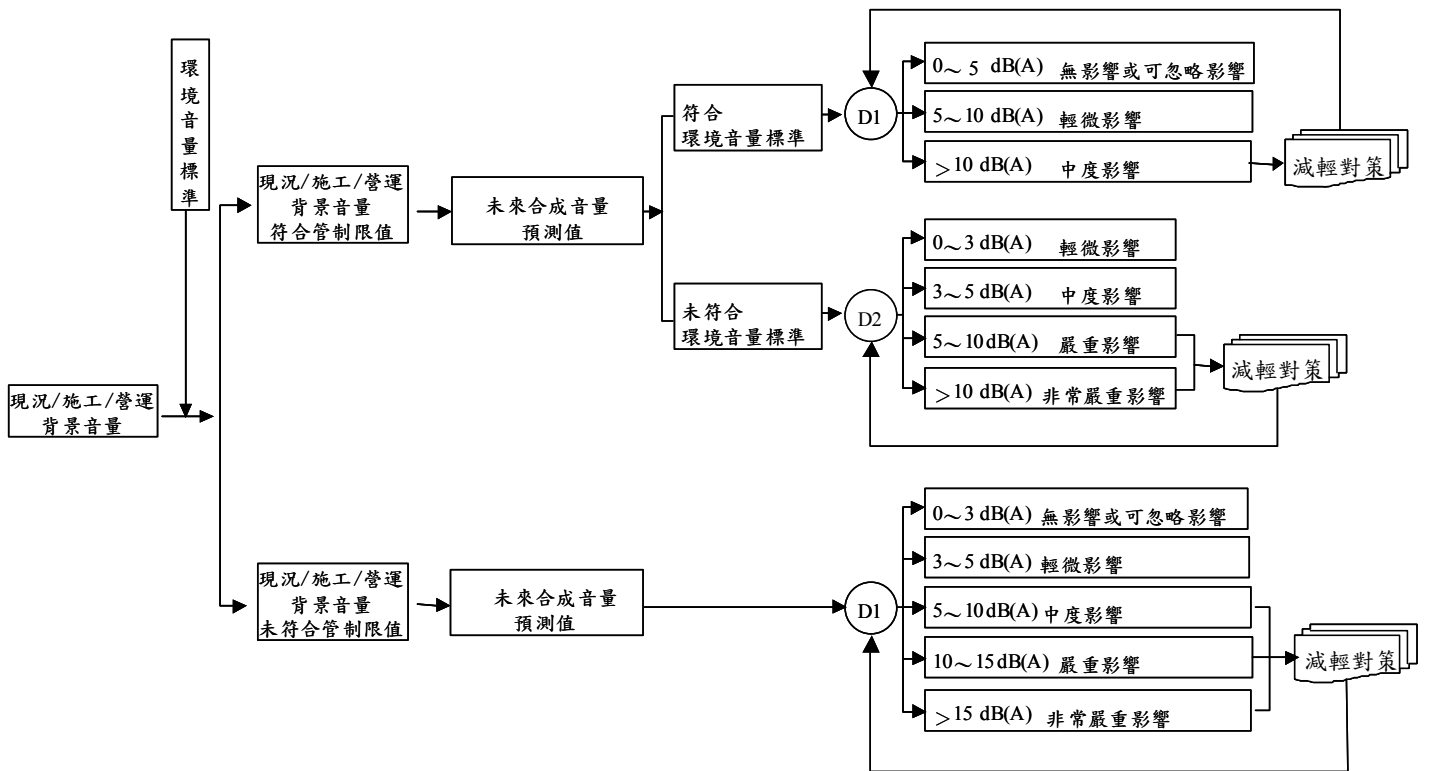 環境音量標準
現況/施工/營運
背景音量
現況/施工/營運
背景音量
符合管制限值
未來合成音量
預測值
符合
環境音量標準
D1
0～5 dB(A) 無影響或可忽略影響
5～10 dB(A) 輕微影響
>10 dB(A) 中度影響
減輕對策
未符合
環境音量標準
D2
0～3 dB(A) 輕微影響
3～5 dB(A) 中度影響
5～10dB(A) 嚴重影響
>10 dB(A) 非常嚴重影響
減輕對策
現況/施工/營運
背景音量
未符合管制限值
未來合成音量
預測值
D1
0～3 dB(A) 無影響或可忽略影響
3～5 dB(A) 輕微影響
5～10dB(A) 中度影響
10～15dB(A) 嚴重影響
>15 dB(A) 非常嚴重影響
減輕對策